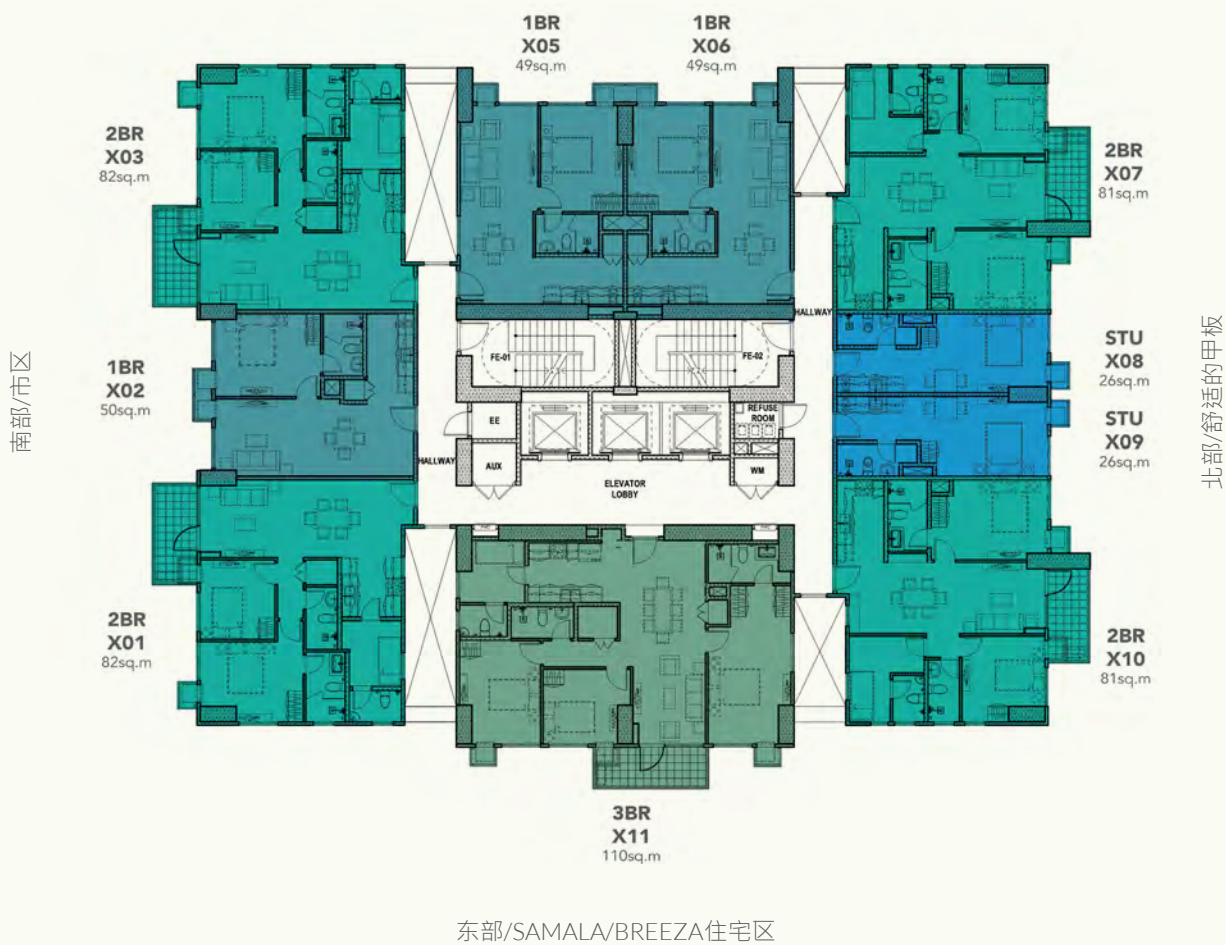 1BR
X05
49sq.m
1BR
X06
49sq.m
2BR
X03
82sq.m
2BR
X07
81sq.m
HALLWAY
FE-01
FE-02
STU
X08
26sq.m
1BR
X02
50sq.m
南部/市区
北部/舒适的甲板
EE
REFUSE
ROOM
STU
X09
26sq.m
HALLWAY
AUX
WM
ELEVATOR
LOBBY
2BR
X01
82sq.m
2BR
X10
81sq.m
3BR
X11
110sq.m
东部/SAMALA/BREEZA住宅区